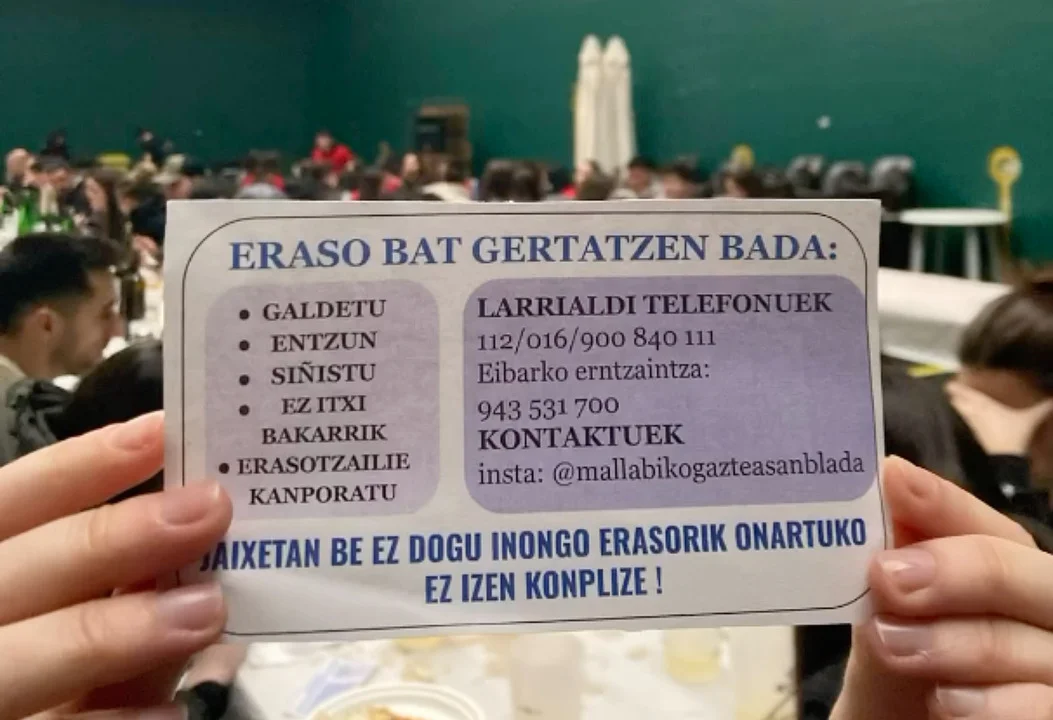 ERASO BAT GERTATZEN BADA:
• GALDETU
• ENTZUN
• SIÑISTU
• EZ ITXI
BAKARRIK
• ERASOTZAILIE
KANPORATU
LARRIALDI TELEFONUEK
112/016/900 840 111
Eibarko erntzaintza:
943 531 700
KONTAKTUEK
insta: @mallabikogazteasanblada
JAIXETAN BE EZ DOGU INONGO ERASORIK ONARTUKO
EZ IZEN KONPLIZE !